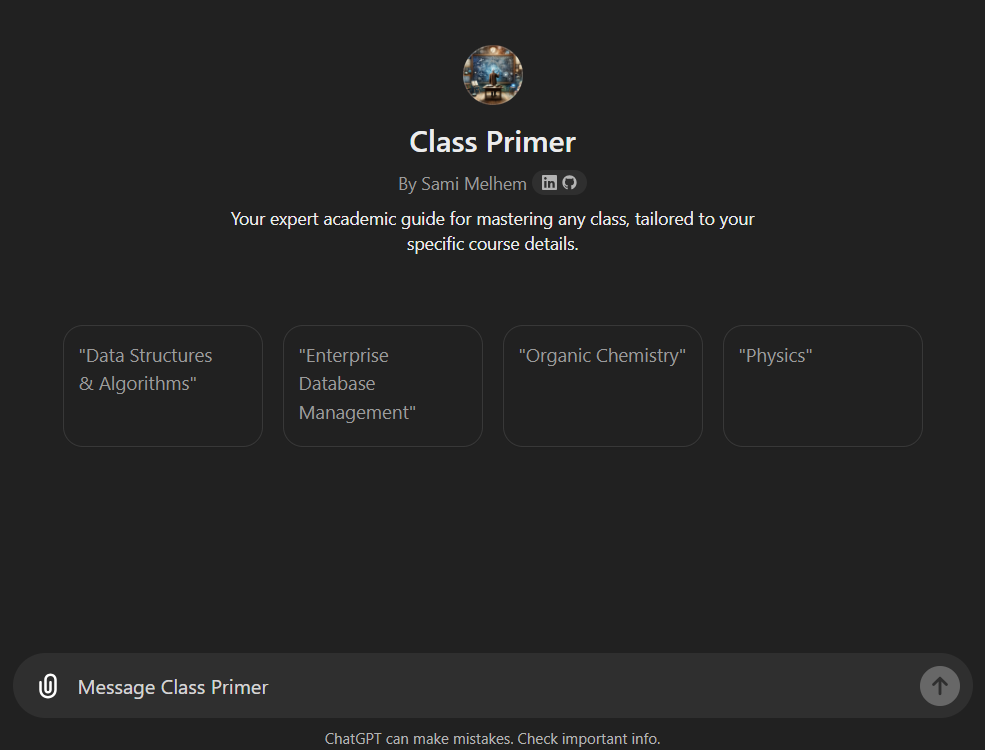 Class Primer
By Sami Melhem
Your expert academic guide for mastering any class, tailored to your
specific course details.
"Data Structures
& Algorithms"
"Enterprise
Database
Management"
"Organic Chemistry"
"Physics"
Message Class Primer
ChatGPT can make mistakes. Check important info.